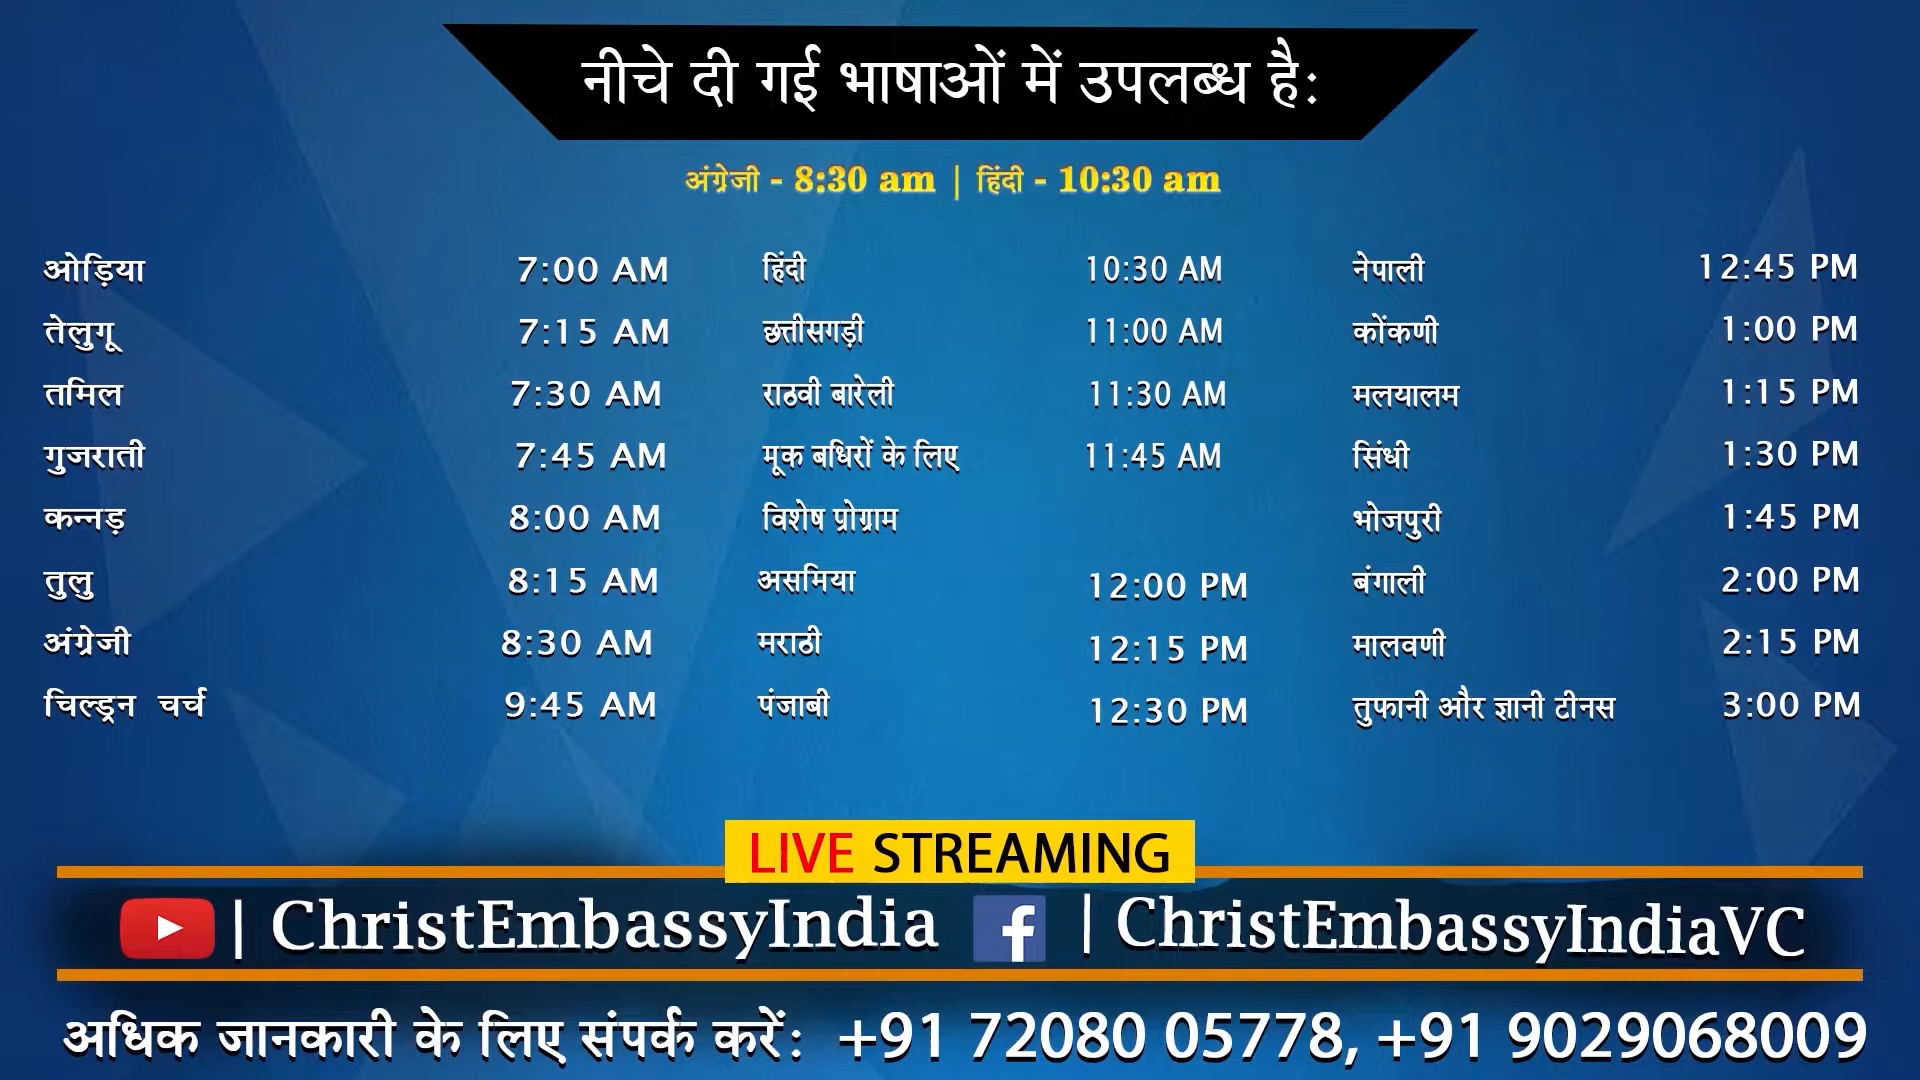 नीचे दी गई भाषाओं में उपलब्ध है:
अंग्रेजी - 8:30 am | हिंदी - 10:30 am
ओड़िया 7:00 AM हिंदी 10:30 AM नेपाली 12:45 PM
तेलुगू 7:15 AM छत्तीसगड़ी 11:00 AM कोंकणी 1:00 PM
तमिल 7:30 AM राठवी बारेली 11:30 AM मलयालम 1:15 PM
गुजराती 7:45 AM मूक बधिरों के लिए 11:45 AM सिंधी 1:30 PM
कन्नड़ 8:00 AM विशेष प्रोग्राम भोजपुरी 1:45 PM
तुलु 8:15 AM असमिया 12:00 PM बंगाली 2:00 PM
अंग्रेजी 8:30 AM मराठी 12:15 PM मालवणी 2:15 PM
चिल्ड्रन चर्च 9:45 AM पंजाबी 12:30 PM तुफानी और ज्ञानी टीनस 3:00 PM
LIVE STREAMING
| ChristEmbassyIndia f | ChristEmbassyIndiaVC
अधिक जानकारी के लिए संपर्क करें: +91 72080 05778, +91 9029068009